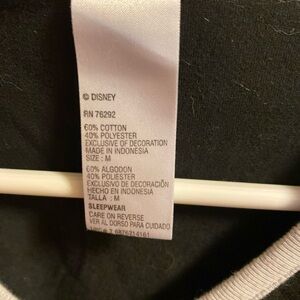 © DISNEY
RN 76292
60% COTTON
40% POLYESTER
EXCLUSIVE OF DECORATION
MADE IN INDONESIA
SIZE : M
60% ALGODON
40% POLIESTER
EXCLUSIVO DE DECORACIÓN
HECHO EN INDONESIA
TALLA : M
SLEEPWEAR
CARE ON REVERSE
VER AL DORSO PARA CUIDADO